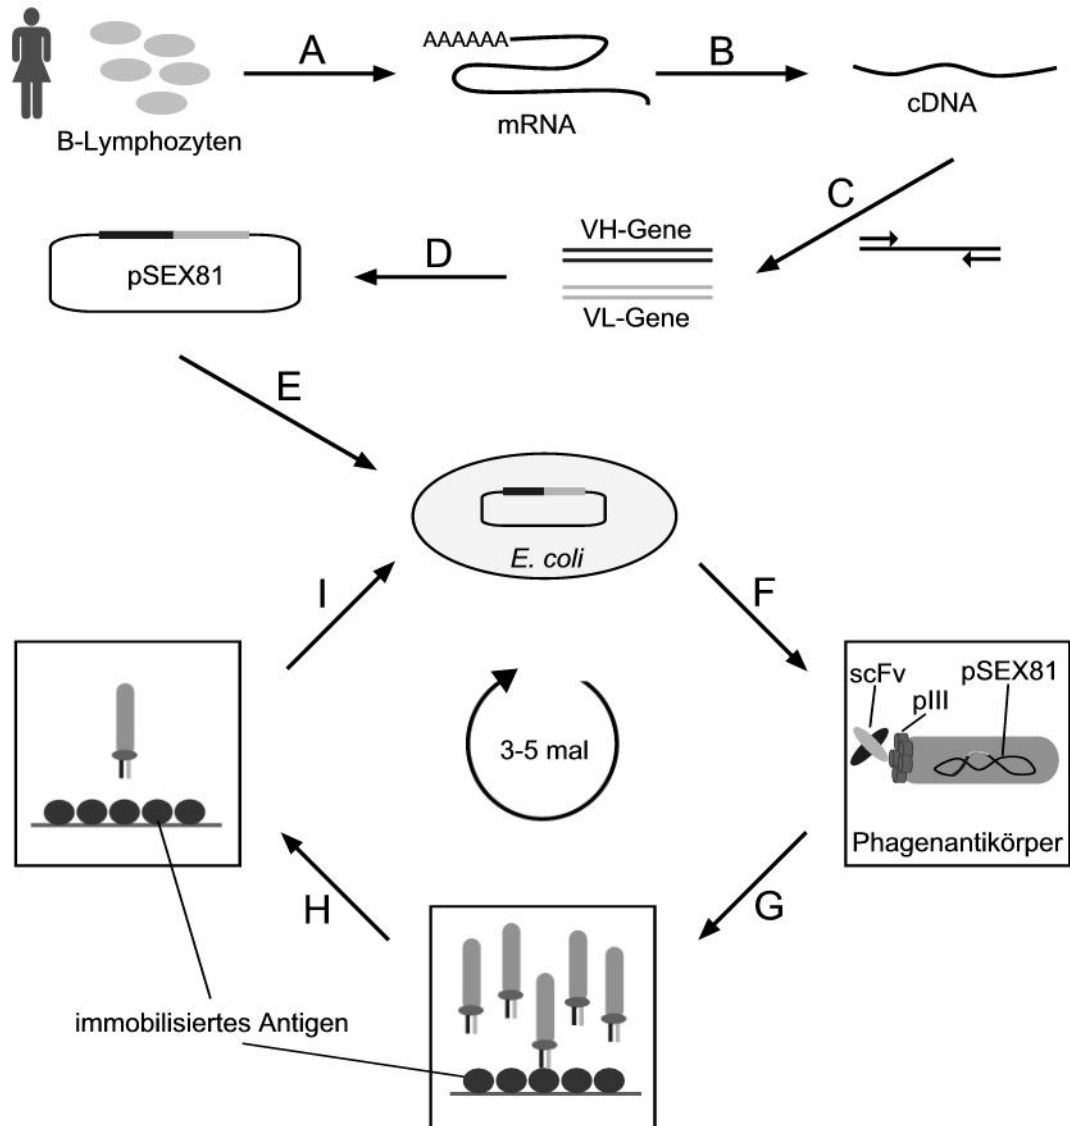 A
AAAAAA
B
mRNA
cDNA
B-Lymphozyten
C
VH-Gene
D
pSEX81
VL-Gene
E
E. coli
I
F
scFv
pSEX81
pIII
3-5 mal
Phagenantikörper
H
G
immobilisiertes Antigen